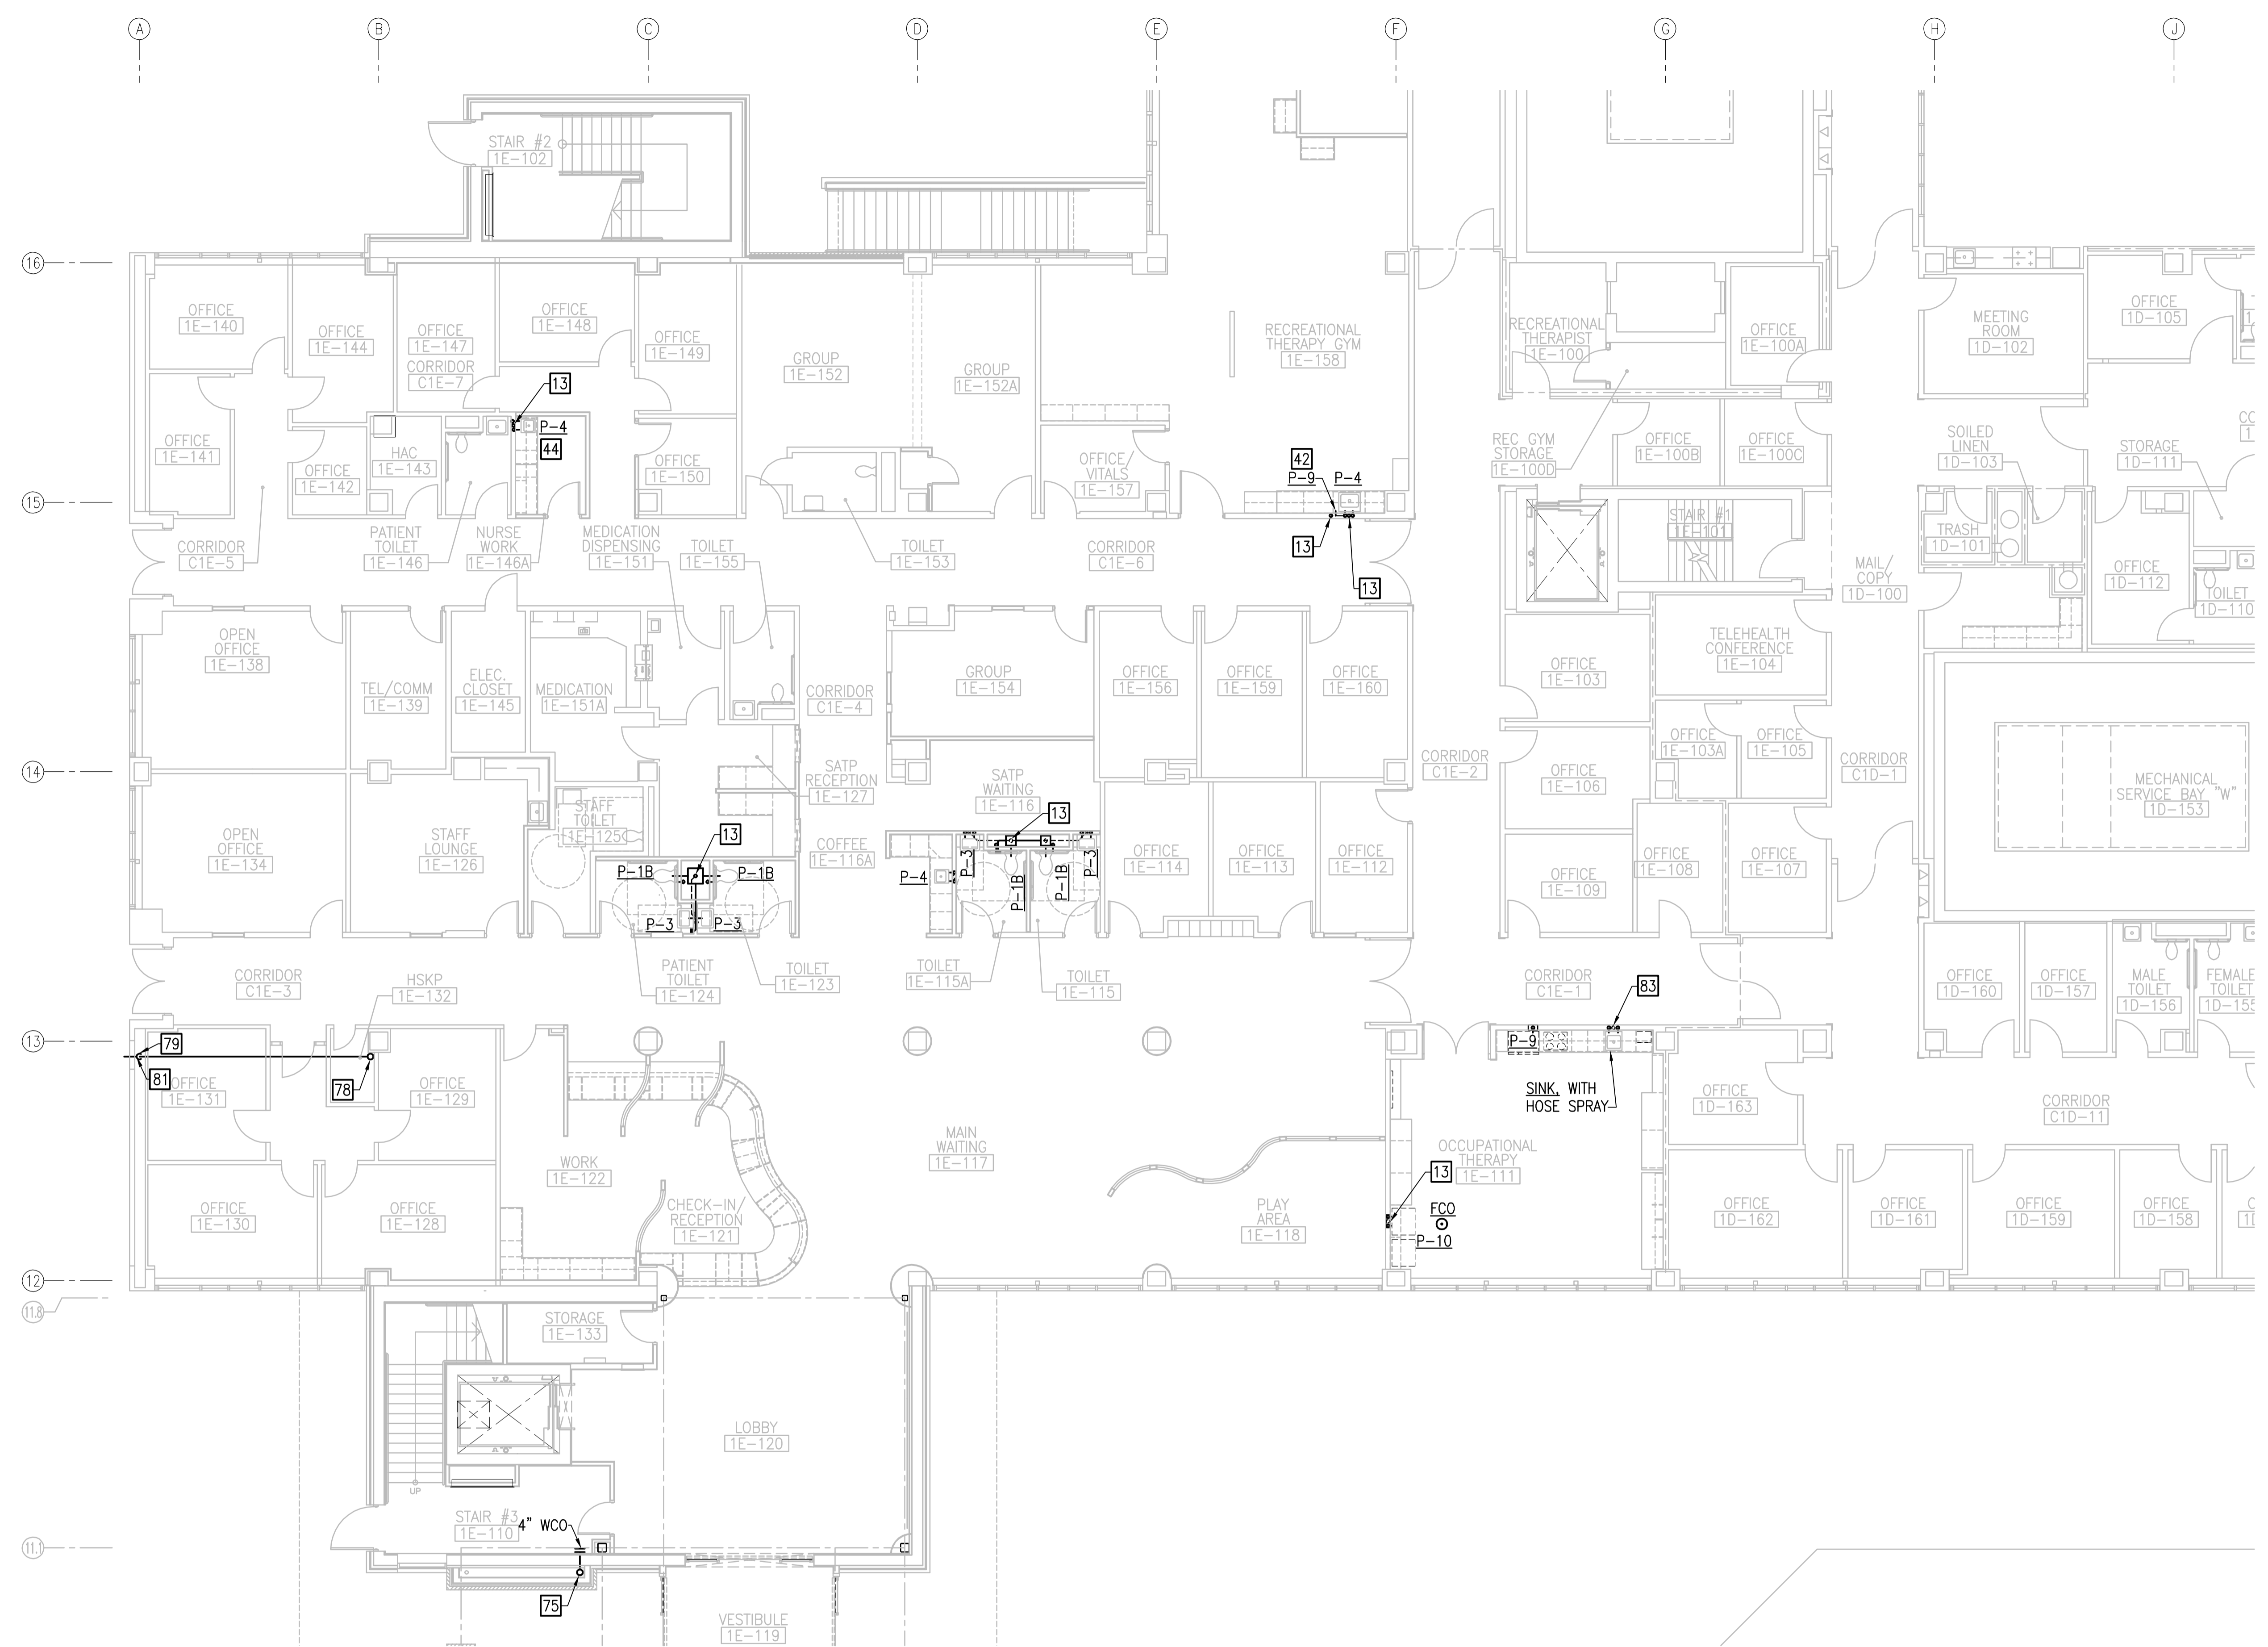 A
B
C
D
E
F
G
H
J
16
15
14
13
12
11.8
11.1
STAIR #2
1E-102
OFFICE
1E-140
OFFICE
1E-144
OFFICE
1E-147
CORRIDOR
C1E-7
OFFICE
1E-148
OFFICE
1E-149
GROUP
1E-152
GROUP
1E-152A
RECREATIONAL
THERAPY GYM
1E-158
RECREATIONAL
THERAPIST
1E-100
OFFICE
1E-100A
MEETING
ROOM
1D-102
OFFICE
1D-105
13
P-4
44
OFFICE
1E-141
OFFICE
1E-142
HAC
1E-143
OFFICE
1E-150
OFFICE/
VITALS
1E-157
42
P-9
P-4
13
13
REC GYM
STORAGE
1E-100D
OFFICE
1E-100B
OFFICE
1E-100C
SOILED
LINEN
1D-103
STORAGE
1D-111
CORRIDOR
C1E-5
PATIENT
TOILET
1E-146
NURSE
WORK
1E-146A
MEDICATION
DISPENSING
1E-151
TOILET
1E-155
TOILET
1E-153
CORRIDOR
C1E-6
STAIR #1
1E-101
TRASH
1D-101
MAIL/
COPY
1D-100
OFFICE
1D-112
TOILET
1D-110
OPEN
OFFICE
1E-138
TEL/COMM
1E-139
ELEC.
CLOSET
1E-145
MEDICATION
1E-151A
CORRIDOR
C1E-4
GROUP
1E-154
OFFICE
1E-156
OFFICE
1E-159
OFFICE
1E-160
OFFICE
1E-103
TELEHEALTH
CONFERENCE
1E-104
OFFICE
1E-103A
OFFICE
1E-105
CORRIDOR
C1E-2
CORRIDOR
C1D-1
SATP
RECEPTION
1E-127
SATP
WAITING
1E-116
OFFICE
1E-106
MECHANICAL
SERVICE BAY "W"
1D-153
OPEN
OFFICE
1E-134
STAFF
LOUNGE
1E-126
STAFF
TOILET
1E-125
13
COFFEE
1E-116A
13
P-1B
P-1B
P-3
P-3
P-4
P-3
P-1B
P-1B
P-3
OFFICE
1E-114
OFFICE
1E-113
OFFICE
1E-112
OFFICE
1E-109
OFFICE
1E-108
OFFICE
1E-107
CORRIDOR
C1E-3
HSKP
1E-132
PATIENT
TOILET
1E-124
TOILET
1E-123
TOILET
1E-115A
TOILET
1E-115
CORRIDOR
C1E-1
83
OFFICE
1D-160
OFFICE
1D-157
MALE
TOILET
1D-156
FEMALE
TOILET
1D-155
79
81
78
OFFICE
1E-131
OFFICE
1E-129
P-9
SINK, WITH
HOSE SPRAY
OFFICE
1D-163
CORRIDOR
C1D-11
MAIN
WAITING
1E-117
OCCUPATIONAL
THERAPY
1E-111
13
FCO
P-10
WORK
1E-122
CHECK-IN/
RECEPTION
1E-121
PLAY
AREA
1E-118
OFFICE
1E-130
OFFICE
1E-128
OFFICE
1D-162
OFFICE
1D-161
OFFICE
1D-159
OFFICE
1D-158
STORAGE
1E-133
LOBBY
1E-120
UP
STAIR #3
1E-110
4" WCO
75
VESTIBULE
1E-119